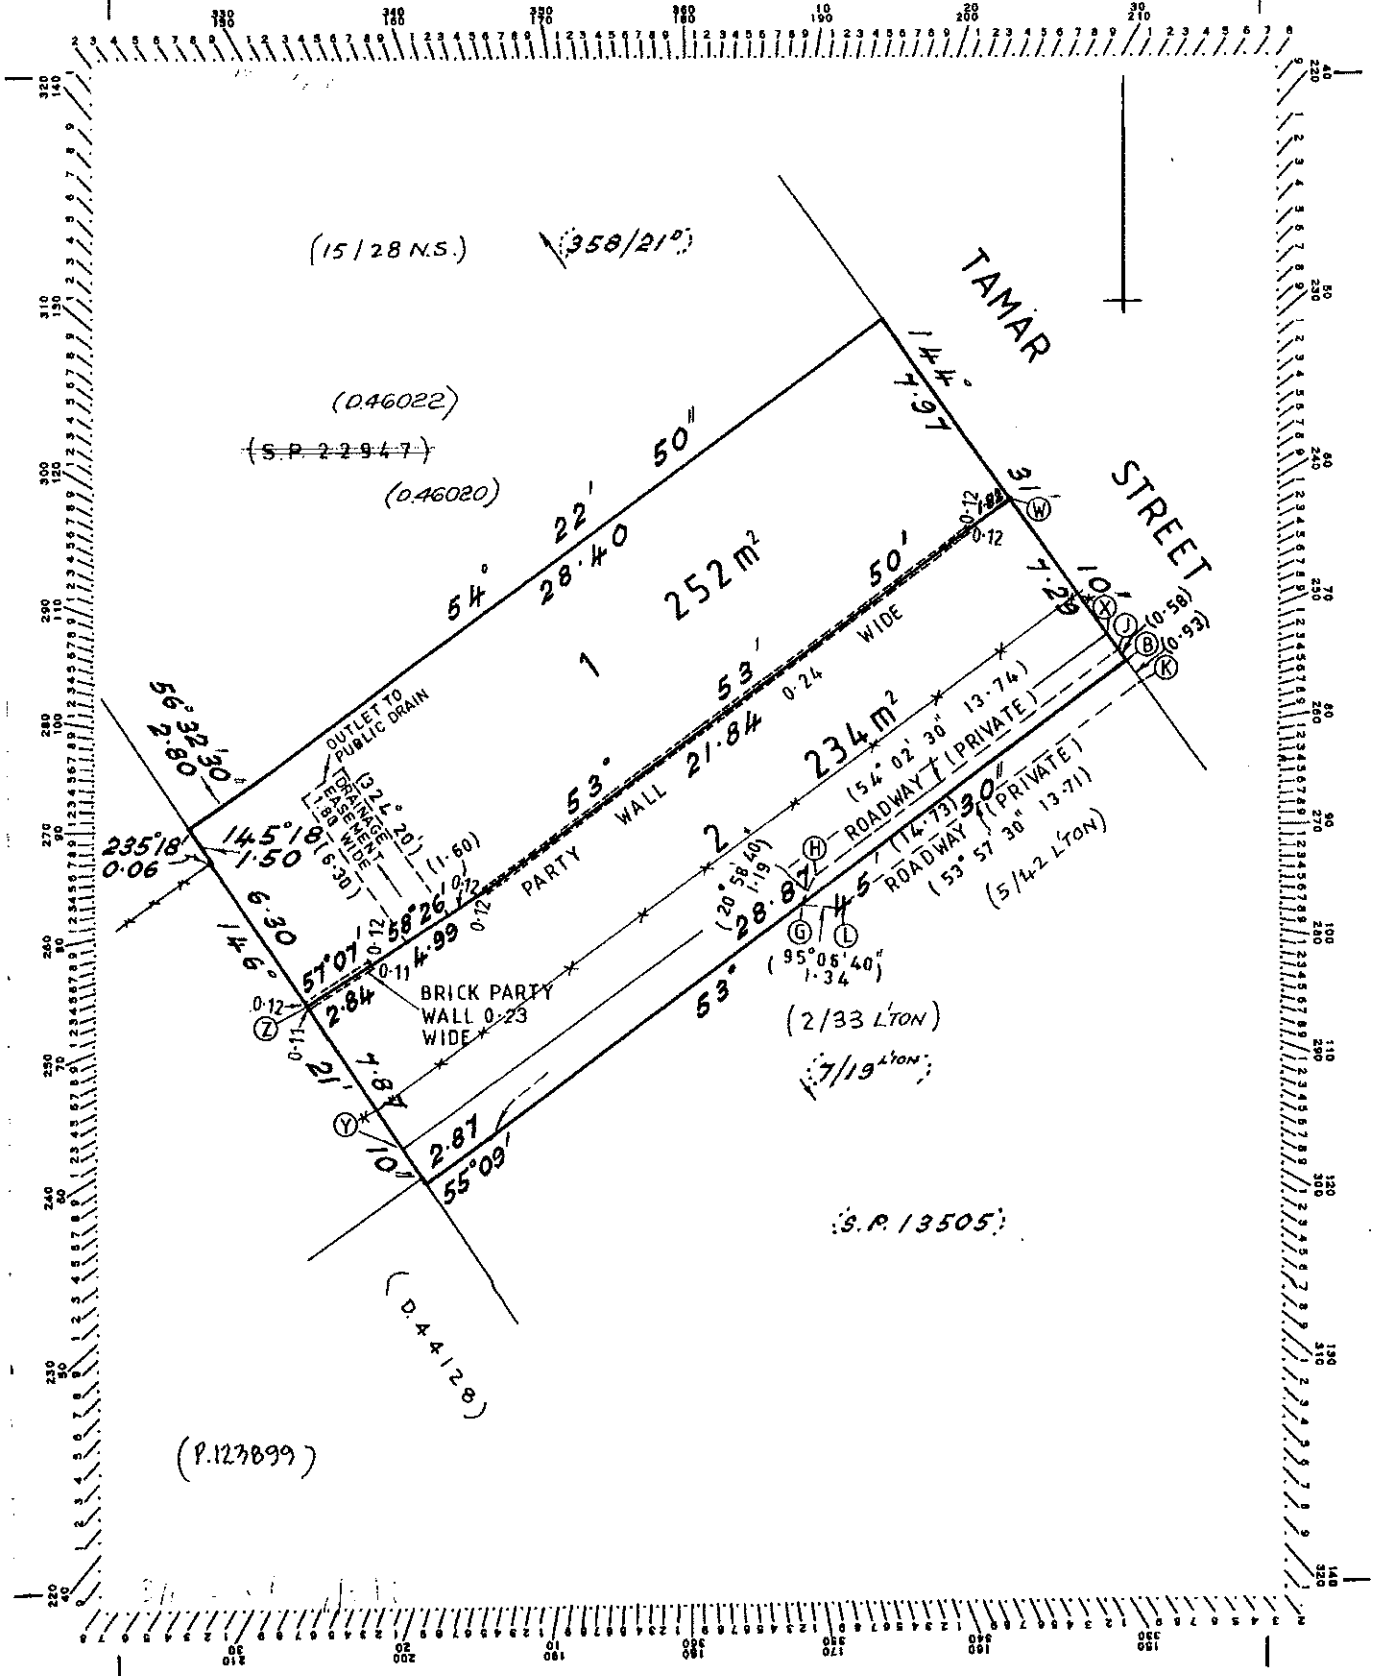 (15/28 N.S.)
(358/21D)
TAMAR
STREET
(D.46022)
(S.P. 22947)
(D.46020)
144° 31' 10"
7.97
54° 22' 50"
28.40
252 m²
1
W
0.12
1.82
0.12
7.29
X
J
B
K
(0.58)
(0.93)
53° 53' 50"
21.84
PARTY WALL 0.24 WIDE
56° 32' 30"
2.80
OUTLET TO
PUBLIC DRAIN
(324° 20')
DRAINAGE
EASEMENT
1.80 WIDE
(6.30)
(1.60)
235°18'
0.06
145°18'
1.50
6.30
146° 21' 10"
57°07'
2.84
58°26'
4.99
0.12
0.11
0.12
0.12
0.12
0.11
Z
BRICK PARTY
WALL 0.23
WIDE
234 m²
2
(54° 02' 30" 13.74)
ROADWAY (PRIVATE)
(14.73)
ROADWAY (PRIVATE)
(53° 57' 30" 13.71)
(5/42 L'TON)
(20° 58' 40"
1.19)
H
G
L
28.87
53° 45' 30"
(95°06'40"
1.34)
(2/33 L'TON)
7/19 L'TON
7.87
Y
2.87
55°09'
(S.P. 13505)
(D.44128)
(P.123899)